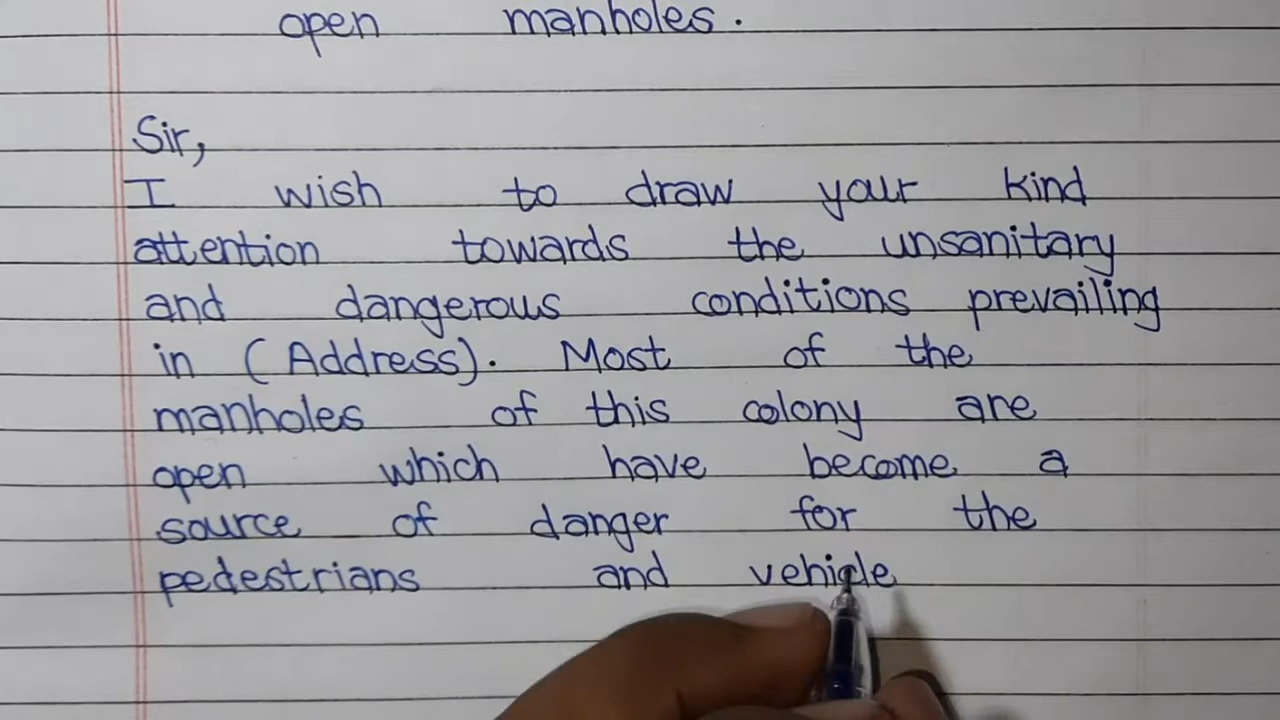 open manholes.
Sir,
I wish to draw your kind
attention towards the unsanitary
and dangerous conditions prevailing
in (Address). Most of the
manholes of this colony are
open which have become a
source of danger for the
pedestrians and vehicle